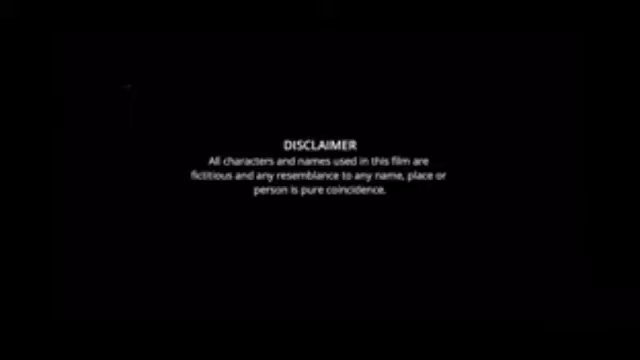 DISCLAIMER
All characters and names used in this film are
fictitious and any resemblance to any name, place or
person is pure coincidence.